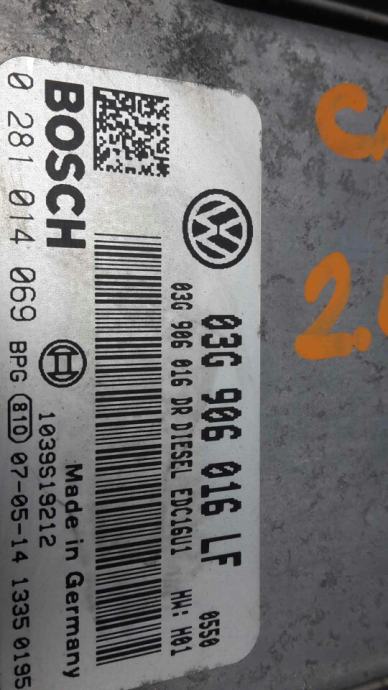 03G 906 016 LF 0550
03G 906 016 DR DIESEL EDC16U1 HW: H01
BOSCH
Made in Germany
1039S19212
0 281 014 069 BPG 810 07-05-14 1335 0195